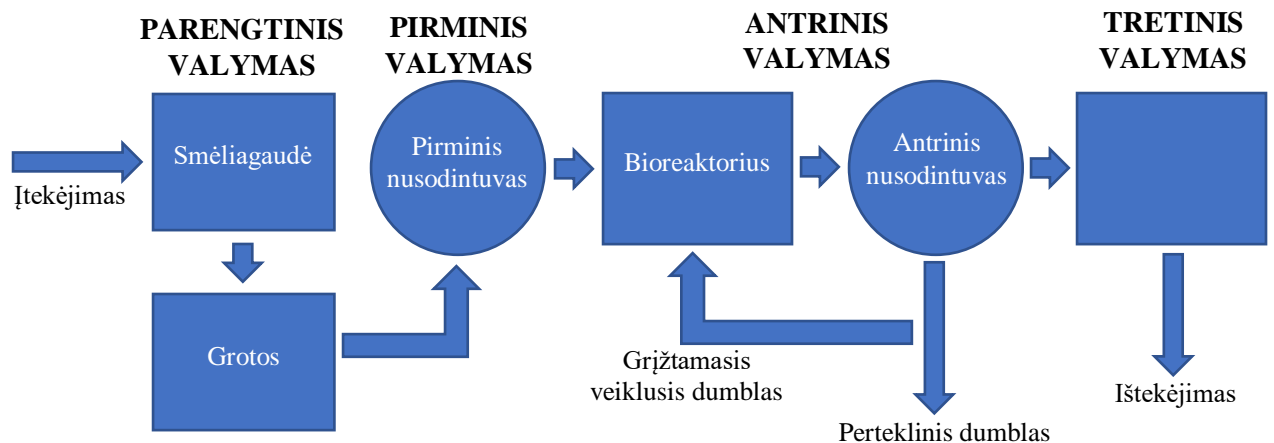 PARENGTINIS
VALYMAS
PIRMINIS
VALYMAS
ANTRINIS
VALYMAS
TRETINIS
VALYMAS
Įtekėjimas
Smėliagaudė
Grotos
Pirminis
nusodintuvas
Bioreaktorius
Antrinis
nusodintuvas
Grįžtamasis
veiklusis dumblas
Perteklinis dumblas
Ištekėjimas